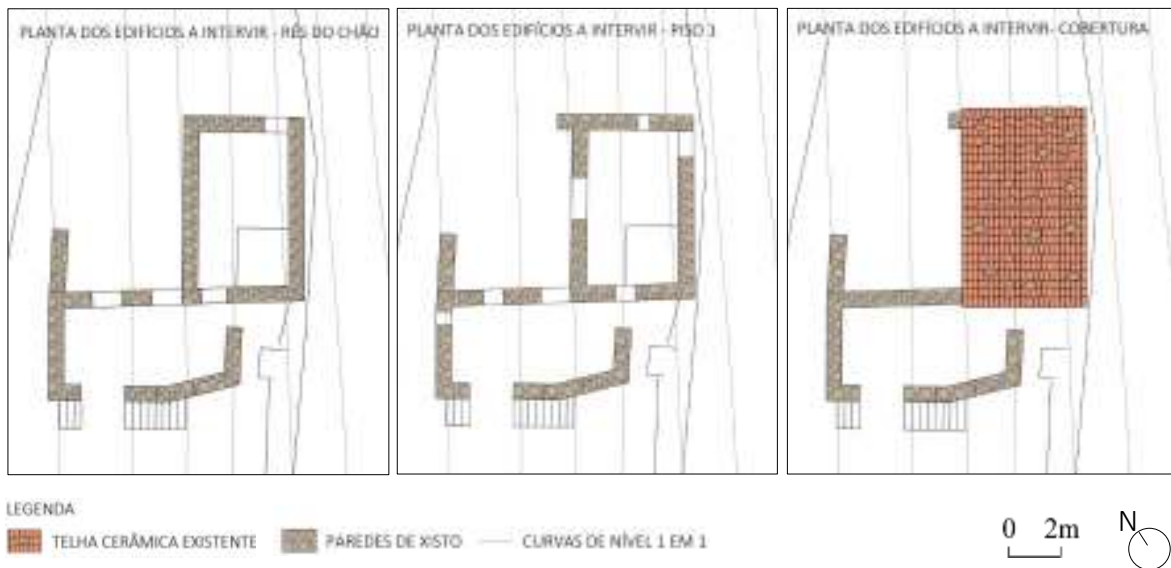 PLANTA DOS EDIFÍCIOS A INTERVIR - RÉS DO CHÃO
PLANTA DOS EDIFÍCIOS A INTERVIR - PISO 1
PLANTA DOS EDIFÍCIOS A INTERVIR- COBERTURA
LEGENDA
TELHA CERÂMICA EXISTENTE
PAREDES DE XISTO
CURVAS DE NÍVEL 1 EM 1
0 2m
N